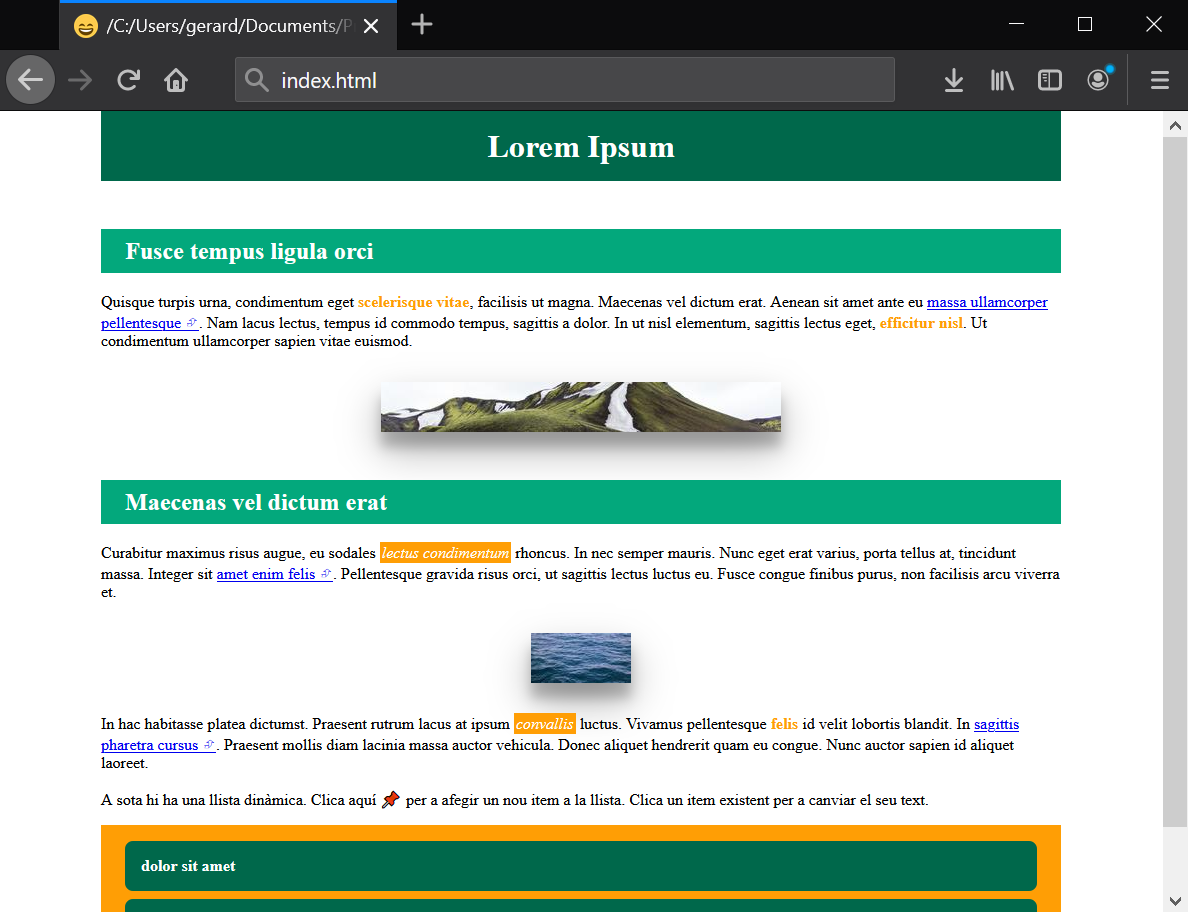 /C:/Users/gerard/Documents/P
index.html
Lorem Ipsum
Fusce tempus ligula orci
Quisque turpis urna, condimentum eget scelerisque vitae, facilisis ut magna. Maecenas vel dictum erat. Aenean sit amet ante eu massa ullamcorper
pellentesque. Nam lacus lectus, tempus id commodo tempus, sagittis a dolor. In ut nisl elementum, sagittis lectus eget, efficitur nisl. Ut
condimentum ullamcorper sapien vitae euismod.
Maecenas vel dictum erat
Curabitur maximus risus augue, eu sodales lectus condimentum rhoncus. In nec semper mauris. Nunc eget erat varius, porta tellus at, tincidunt
massa. Integer sit amet enim felis. Pellentesque gravida risus orci, ut sagittis lectus luctus eu. Fusce congue finibus purus, non facilisis arcu viverra
et.
In hac habitasse platea dictumst. Praesent rutrum lacus at ipsum convallis luctus. Vivamus pellentesque felis id velit lobortis blandit. In sagittis
pharetra cursus. Praesent mollis diam lacinia massa auctor vehicula. Donec aliquet hendrerit quam eu congue. Nunc auctor sapien id aliquet
laoreet.
A sota hi ha una llista dinàmica. Clica aquí 📌 per a afegir un nou item a la llista. Clica un item existent per a canviar el seu text.
dolor sit amet